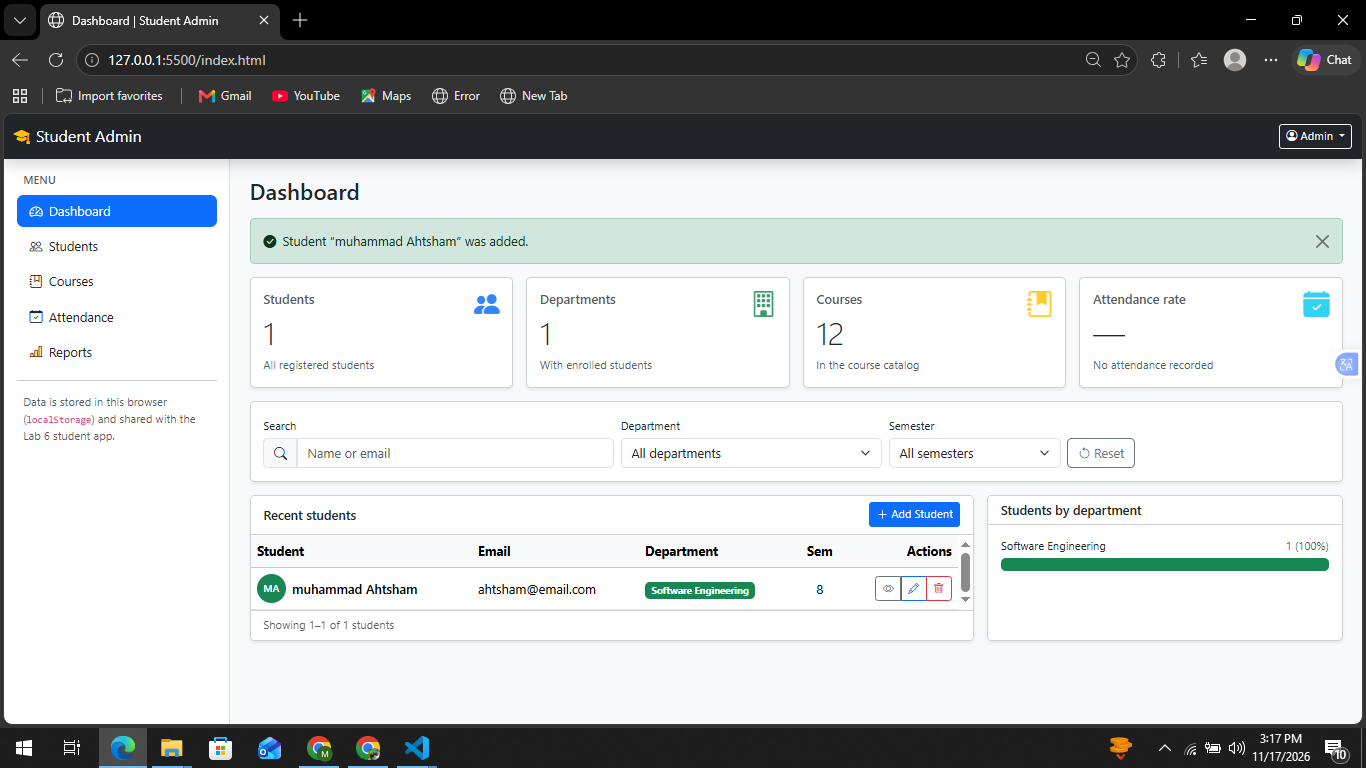 Dashboard | Student Admin
127.0.0.1:5500/index.html
Chat
Import favorites
Gmail
YouTube
Maps
Error
New Tab
Student Admin
Admin
MENU
Dashboard
Students
Courses
Attendance
Reports
Data is stored in this browser
(localStorage) and shared with the
Lab 6 student app.
Dashboard
Student “muhammad Ahtsham” was added.
Students
1
All registered students
Departments
1
With enrolled students
Courses
12
In the course catalog
Attendance rate
—
No attendance recorded
Search
Name or email
Department
All departments
Semester
All semesters
Reset
Recent students
+ Add Student
Student Email Department Sem Actions
MA muhammad Ahtsham ahtsham@email.com Software Engineering 8
Showing 1–1 of 1 students
Students by department
Software Engineering 1 (100%)
3:17 PM
11/17/2026
10